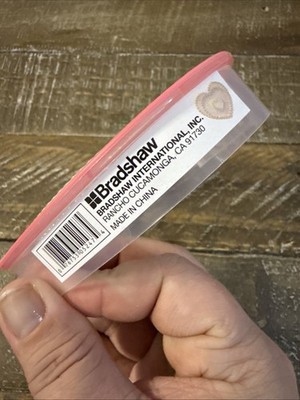 Bradshaw
BRADSHAW INTERNATIONAL, INC.
RANCHO CUCAMONGA, CA 91730
MADE IN CHINA